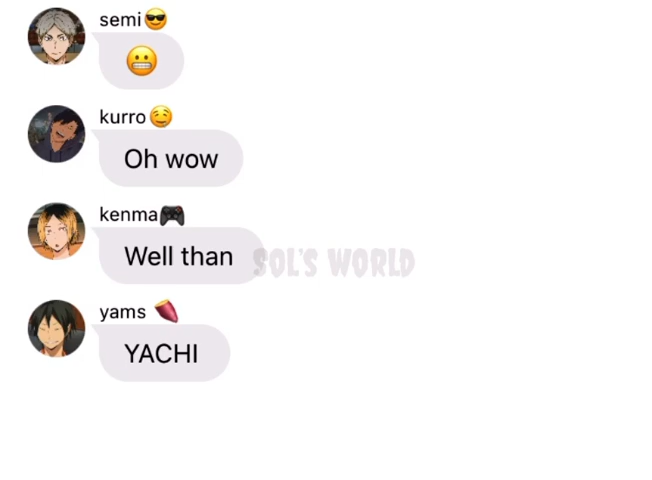 semi😎
😬
kurro🤤
Oh wow
kenma🎮
Well than
SOL'S WORLD
yams 🍠
YACHI